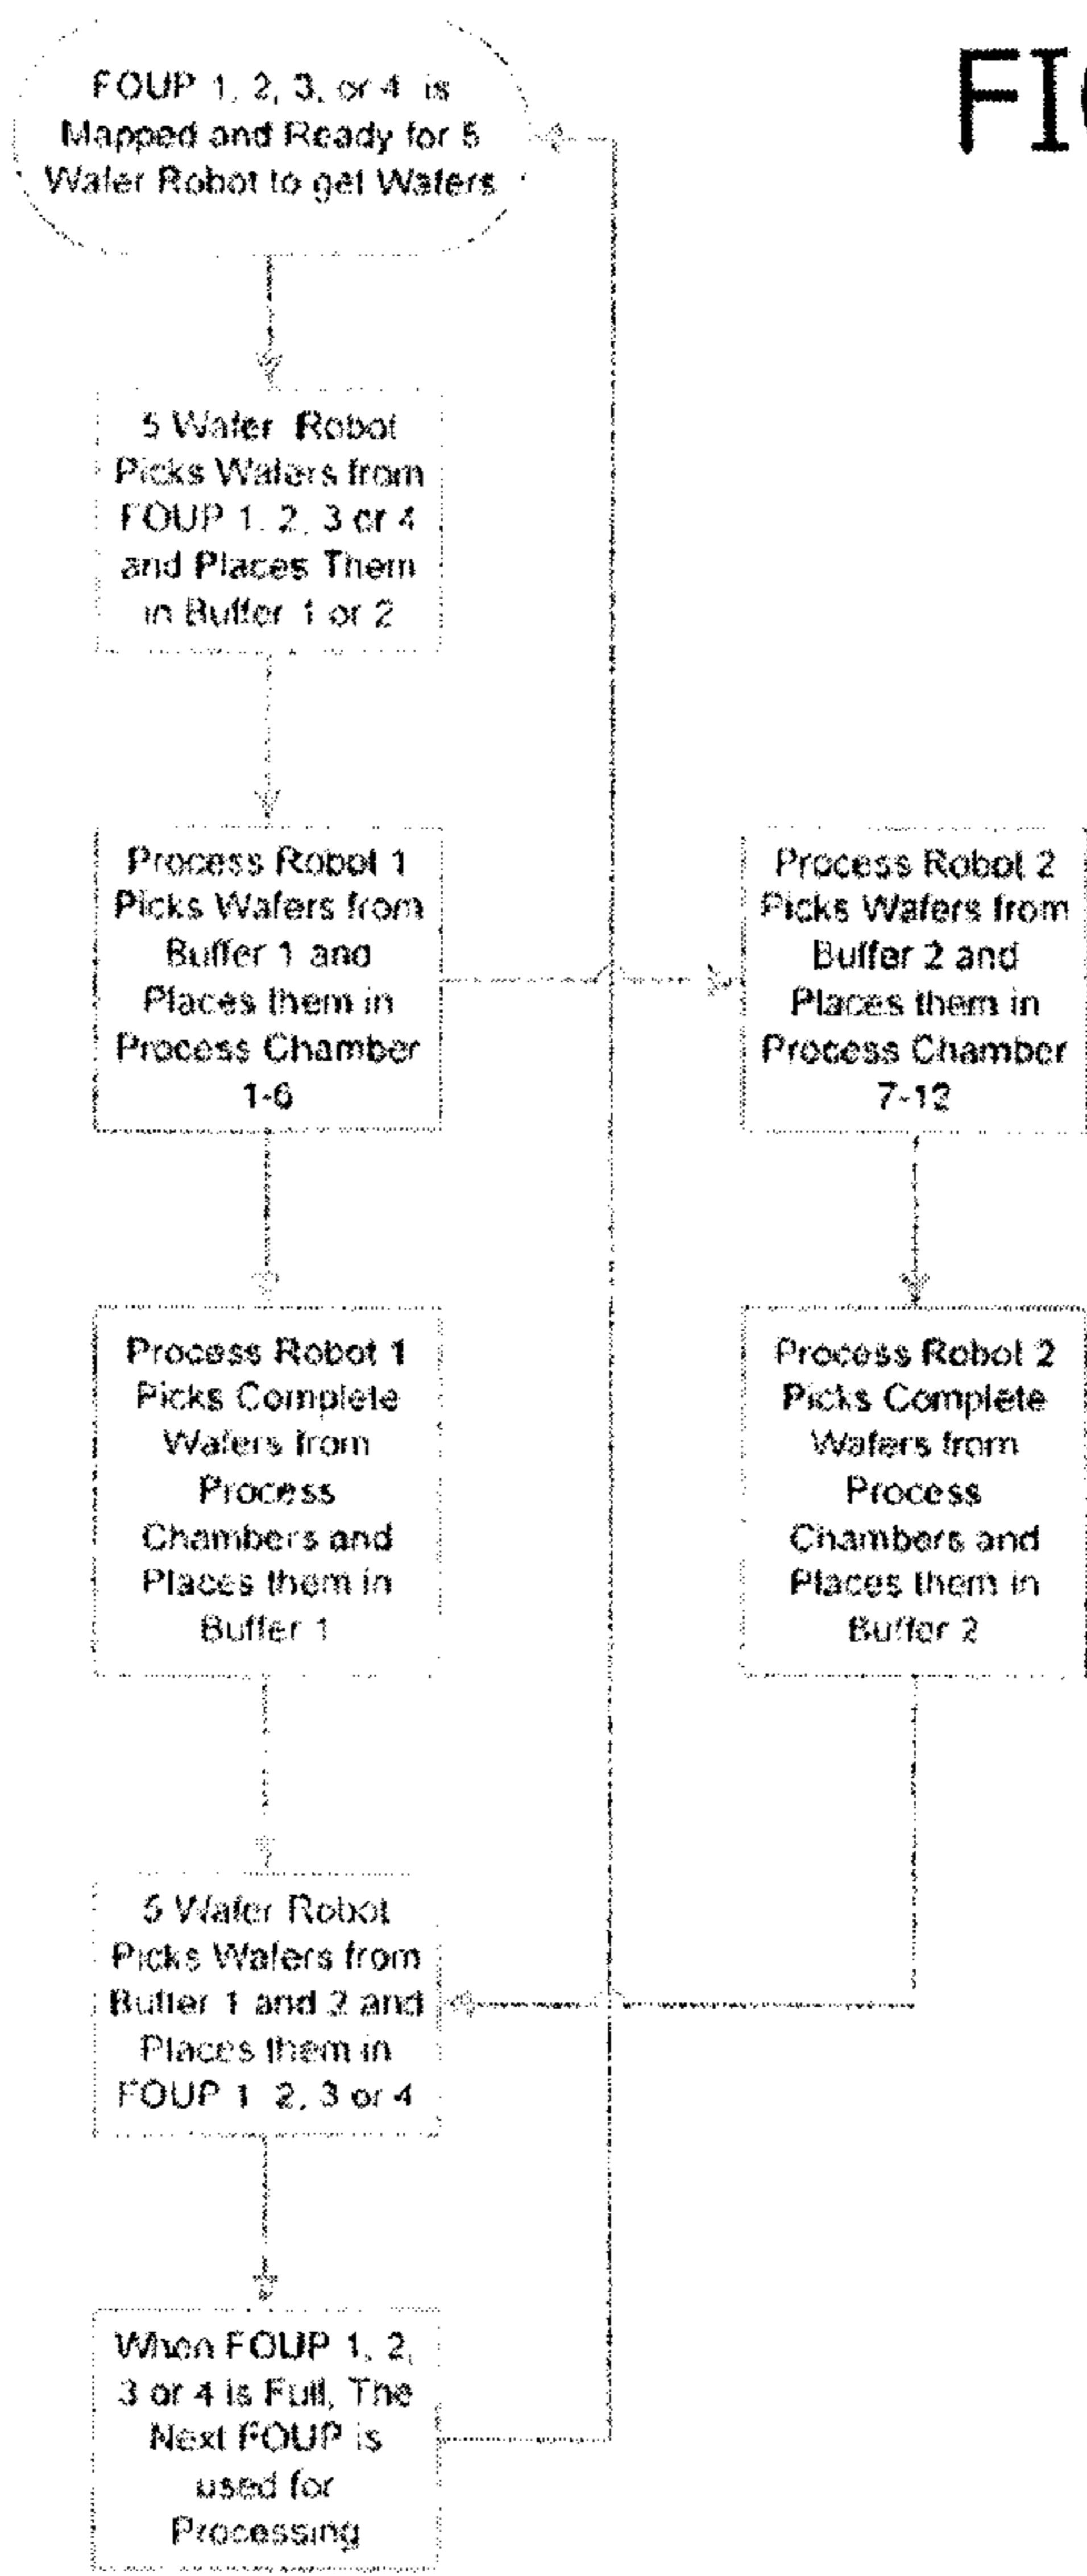 FOUP 1, 2, 3, or 4 is
Mapped and Ready for 5
Wafer Robot to get Wafers
5 Wafer Robot
Picks Wafers from
FOUP 1, 2, 3 or 4
and Places Them
in Buffer 1 or 2
Process Robot 1
Picks Wafers from
Buffer 1 and
Places them in
Process Chamber
1-6
Process Robot 2
Picks Wafers from
Buffer 2 and
Places them in
Process Chamber
7-12
Process Robot 1
Picks Complete
Wafers from
Process
Chambers and
Places them in
Buffer 1
Process Robot 2
Picks Complete
Wafers from
Process
Chambers and
Places them in
Buffer 2
5 Wafer Robot
Picks Wafers from
Buffer 1 and 2 and
Places them in
FOUP 1 2, 3 or 4
When FOUP 1, 2,
3 or 4 is Full, The
Next FOUP is
used for
Processing